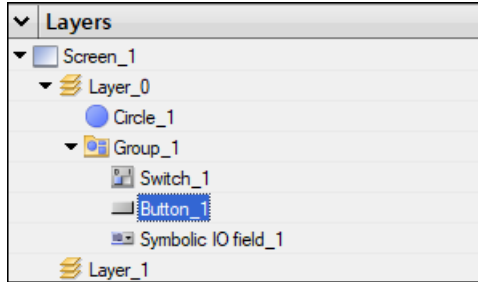 Layers
Screen_1
Layer_0
Circle_1
Group_1
Switch_1
Button_1
Symbolic IO field_1
Layer_1